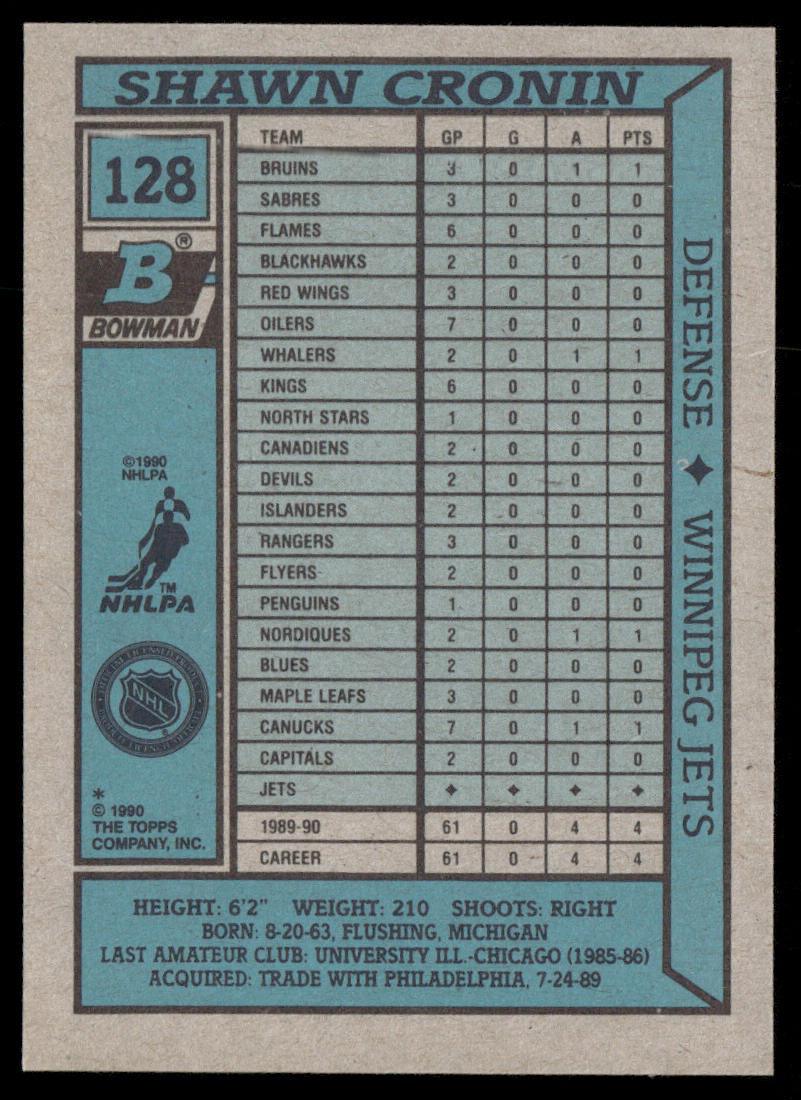 SHAWN CRONIN
128
B®
BOWMAN
©1990
NHLPA
TM
NHLPA
NHL
®
*
© 1990
THE TOPPS
COMPANY, INC.
TEAM GP G A PTS
BRUINS 3 0 1 1
SABRES 3 0 0 0
FLAMES 6 0 0 0
BLACKHAWKS 2 0 0 0
RED WINGS 3 0 0 0
OILERS 7 0 0 0
WHALERS 2 0 1 1
KINGS 6 0 0 0
NORTH STARS 1 0 0 0
CANADIENS 2 0 0 0
DEVILS 2 0 0 0
ISLANDERS 2 0 0 0
RANGERS 3 0 0 0
FLYERS 2 0 0 0
PENGUINS 1 0 0 0
NORDIQUES 2 0 1 1
BLUES 2 0 0 0
MAPLE LEAFS 3 0 0 0
CANUCKS 7 0 1 1
CAPITALS 2 0 0 0
JETS ✦ ✦ ✦ ✦
1989-90 61 0 4 4
CAREER 61 0 4 4
DEFENSE ✦ WINNIPEG JETS
HEIGHT: 6'2" WEIGHT: 210 SHOOTS: RIGHT
BORN: 8-20-63, FLUSHING, MICHIGAN
LAST AMATEUR CLUB: UNIVERSITY ILL.-CHICAGO (1985-86)
ACQUIRED: TRADE WITH PHILADELPHIA, 7-24-89